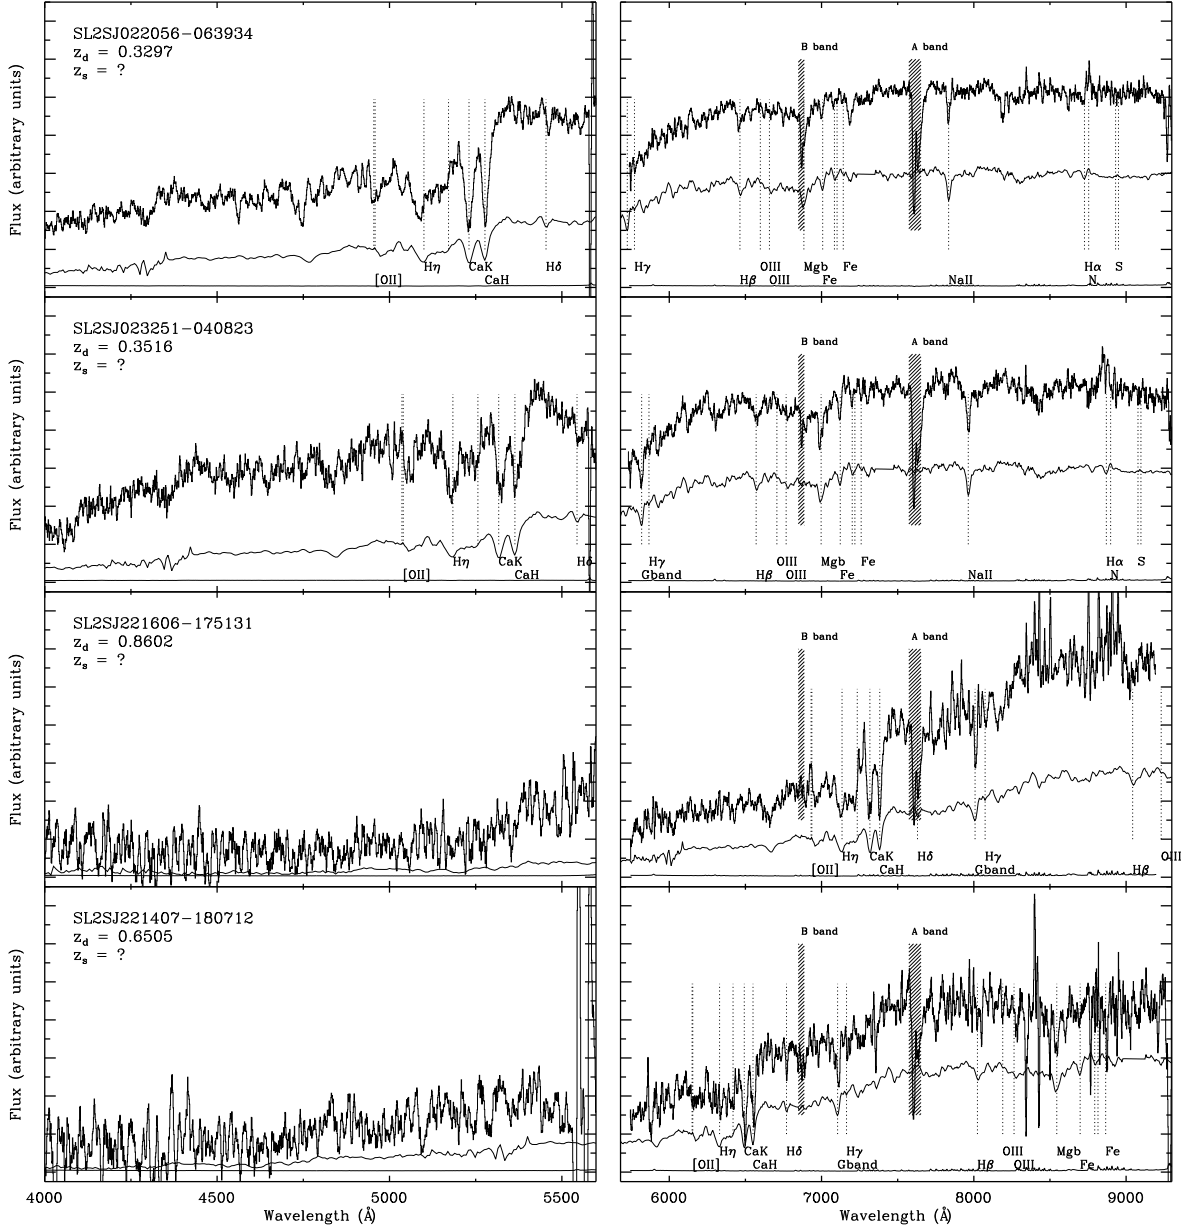 SL2SJ022056-063934
z_d = 0.3297
z_s = ?
Flux (arbitrary units)
[OII] Hη CaK CaH Hδ
B band A band
Hγ Hβ OIII OIII Mgb Fe Fe NaII Hα N S
SL2SJ023251-040823
z_d = 0.3516
z_s = ?
Flux (arbitrary units)
[OII] Hη CaK CaH Hδ
B band A band
Hγ Gband Hβ OIII OIII Mgb Fe Fe NaII Hα N S
SL2SJ221606-175131
z_d = 0.8602
z_s = ?
Flux (arbitrary units)
B band A band
[OII] Hη CaK CaH Hδ Gband Hγ Hβ OIII
SL2SJ221407-180712
z_d = 0.6505
z_s = ?
Flux (arbitrary units)
B band A band
[OII] Hη CaK CaH Hδ Gband Hγ Hβ OIII OIII Mgb Fe Fe
4000 4500 5000 5500 6000 7000 8000 9000
Wavelength (Å) Wavelength (Å)